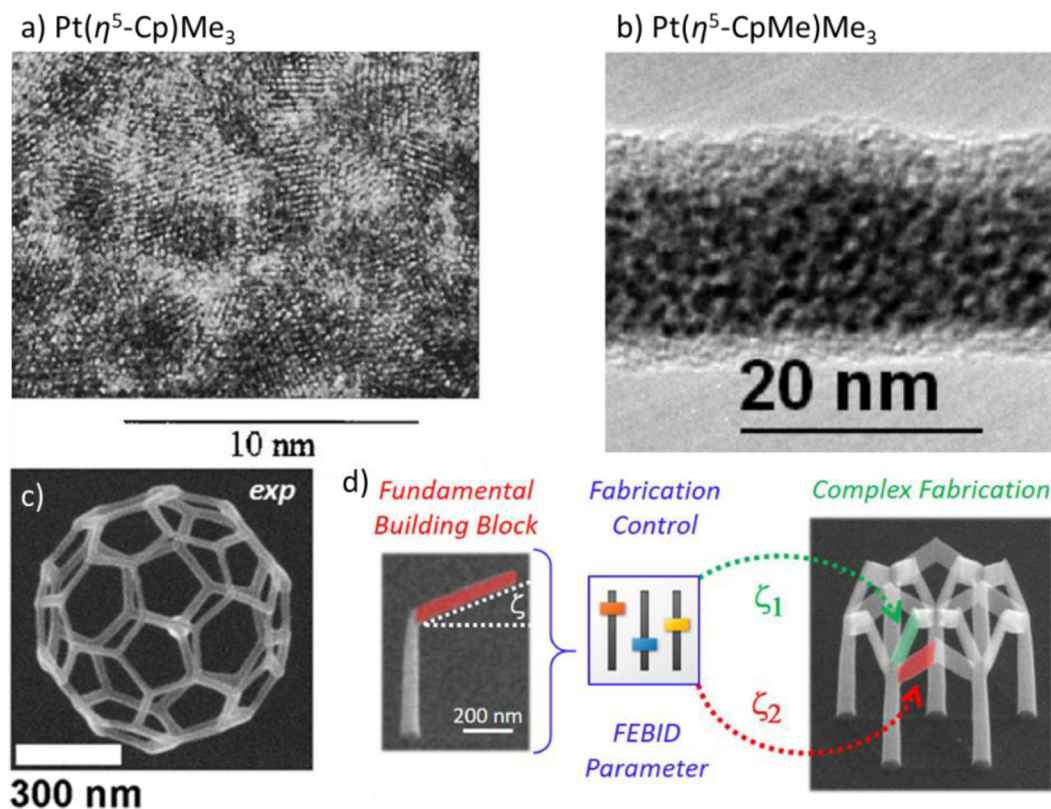 a) Pt(η⁵-Cp)Me₃
b) Pt(η⁵-CpMe)Me₃
10 nm
20 nm
c)
exp
300 nm
d)
Fundamental
Building Block
Fabrication
Control
Complex Fabrication
ζ
200 nm
ζ₁
ζ₂
FEBID
Parameter